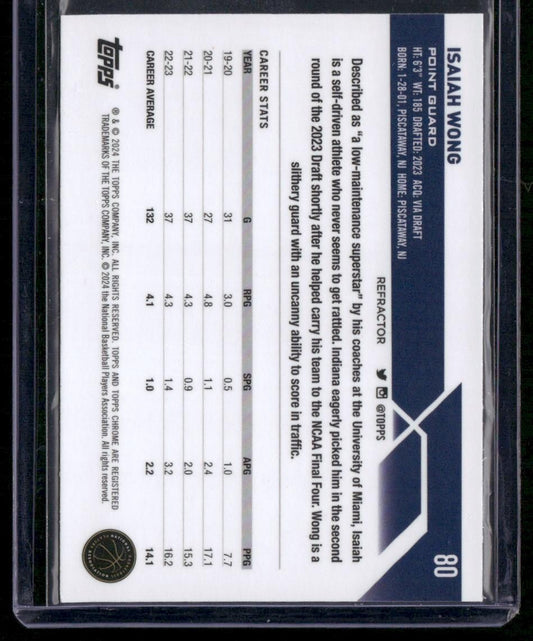 ISAIAH WONG
80
POINT GUARD
HT: 6'3" WT: 185 DRAFTED: 2023 ACQ: VIA DRAFT
BORN: 1-28-01, PISCATAWAY, NJ HOME: PISCATAWAY, NJ
REFRACTOR @TOPPS
Described as "a low-maintenance superstar" by his coaches at the University of Miami, Isaiah
is a self-driven athlete who never seems to get rattled. Indiana eagerly picked him in the second
round of the 2023 Draft shortly after he helped carry his team to the NCAA Final Four. Wong is a
slithery guard with an uncanny ability to score in traffic.
CAREER STATS
YEAR G RPG SPG APG PPG
19-20 31 3.0 0.5 1.0 7.7
20-21 27 4.8 1.1 2.4 17.1
21-22 37 4.3 0.9 2.0 15.3
22-23 37 4.3 1.4 3.2 16.2
CAREER AVERAGE 132 4.1 1.0 2.2 14.1
topps
® & © 2024 THE TOPPS COMPANY, INC. ALL RIGHTS RESERVED. TOPPS AND TOPPS CHROME ARE REGISTERED
TRADEMARKS OF THE TOPPS COMPANY, INC. © 2024 the National Basketball Players Association. All rights reserved.